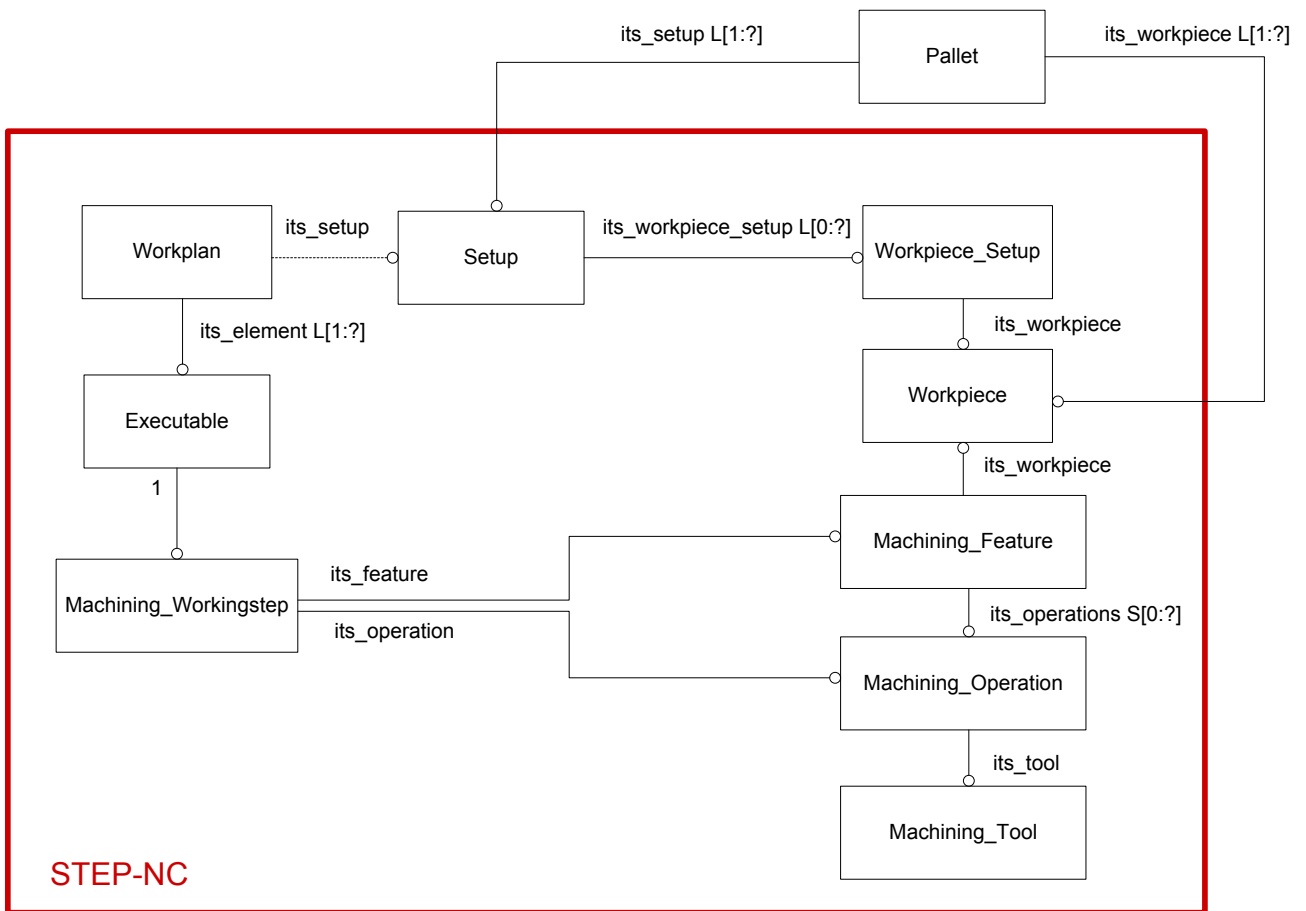 its_setup L[1:?]
Pallet
its_workpiece L[1:?]
Workplan
its_setup
Setup
its_workpiece_setup L[0:?]
Workpiece_Setup
its_element L[1:?]
its_workpiece
Executable
Workpiece
its_workpiece
1
Machining_Workingstep
its_feature
its_operation
Machining_Feature
its_operations S[0:?]
Machining_Operation
its_tool
Machining_Tool
STEP-NC